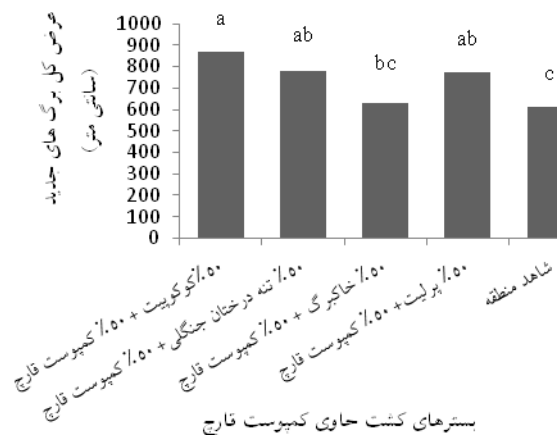 عرض کل برگ های جدید
(سانتی متر)
1000
900
800
700
600
500
400
300
200
100
0
a
ab
bc
ab
c
۵۰٪ کوکوپیت + ۵۰٪ کمپوست قارچ
۵۰٪ تنه درختان جنگلی + ۵۰٪ کمپوست قارچ
۵۰٪ خاکبرگ + ۵۰٪ کمپوست قارچ
۵۰٪ پرلیت + ۵۰٪ کمپوست قارچ
شاهد منطقه
بسترهای کشت حاوی کمپوست قارچ